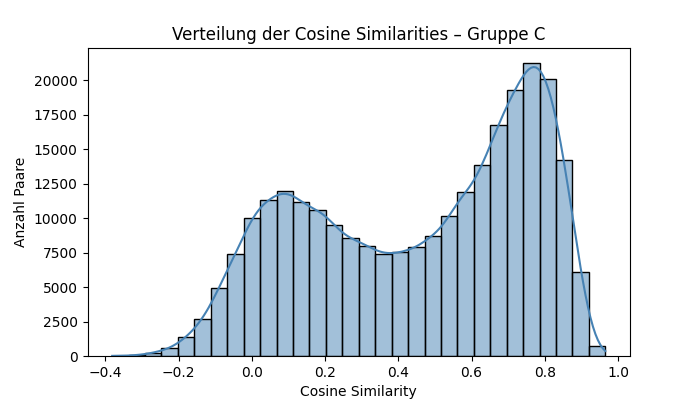 Verteilung der Cosine Similarities – Gruppe C
Anzahl Paare
20000
17500
15000
12500
10000
7500
5000
2500
0
−0.4 −0.2 0.0 0.2 0.4 0.6 0.8 1.0
Cosine Similarity